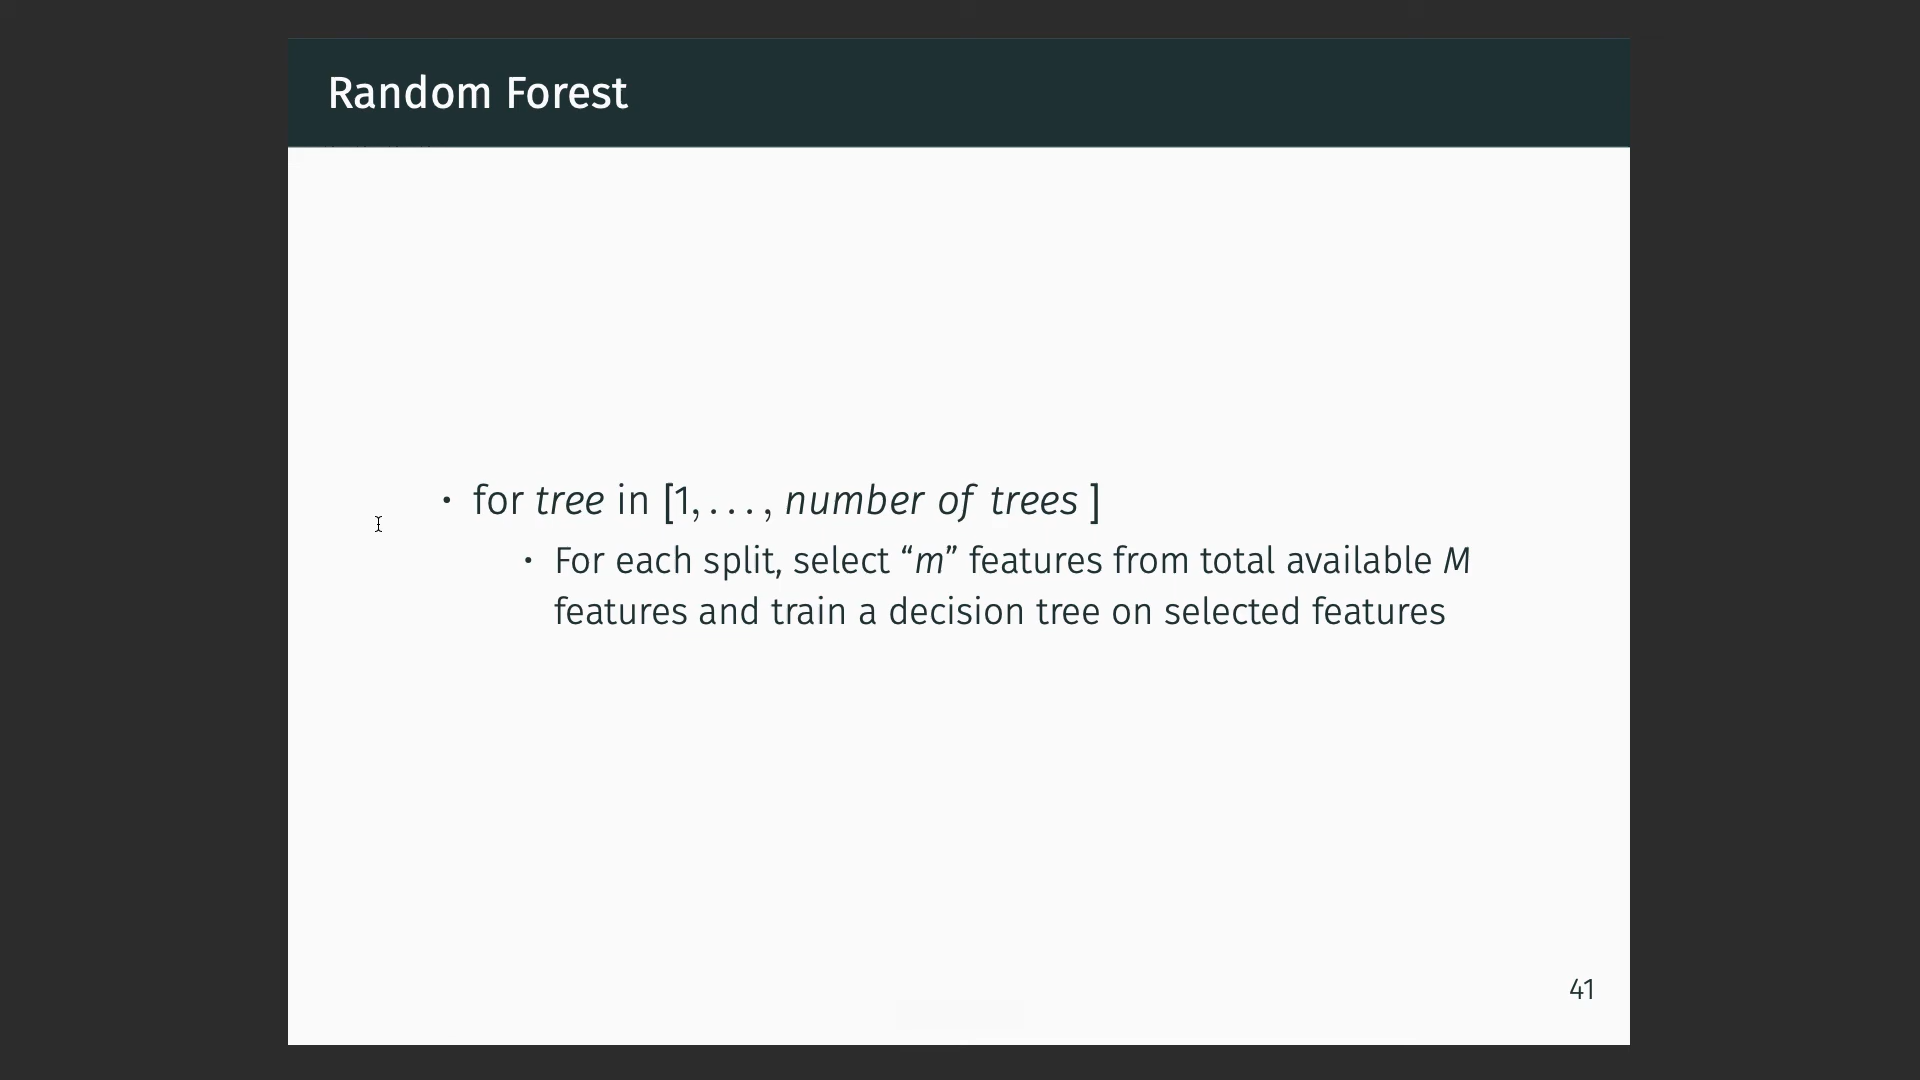 Random Forest
• for tree in [1, . . . , number of trees ]
• For each split, select “m” features from total available M
features and train a decision tree on selected features
41